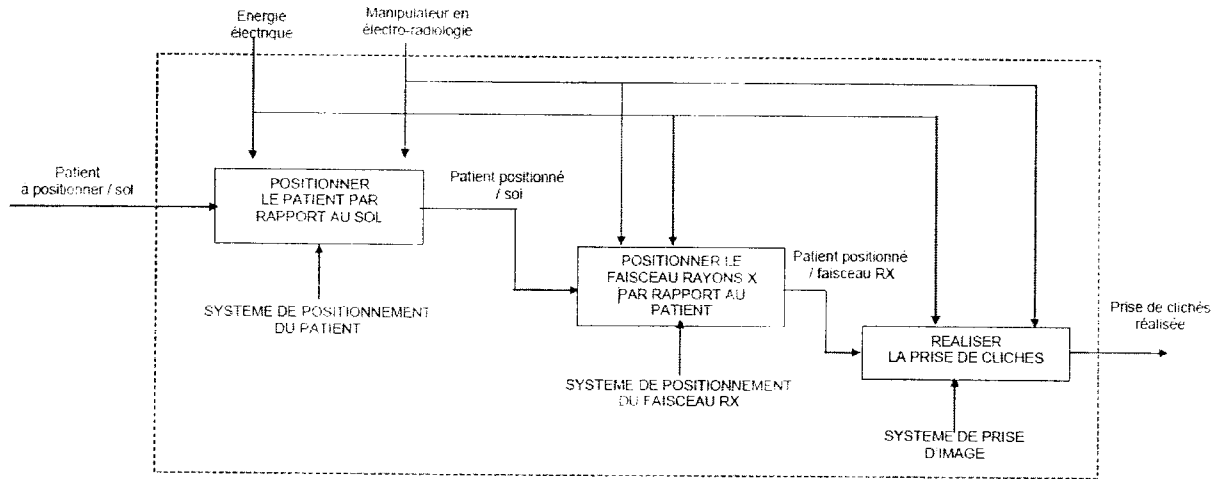 Energie
électrique
Manipulateur en
électro-radiologie
Patient
a positionner / sol
POSITIONNER
LE PATIENT PAR
RAPPORT AU SOL
Patient positionné
/ sol
SYSTEME DE POSITIONNEMENT
DU PATIENT
POSITIONNER LE
FAISCEAU RAYONS X
PAR RAPPORT AU
PATIENT
Patient positionné
/ faisceau RX
SYSTEME DE POSITIONNEMENT
DU FAISCEAU RX
REALISER
LA PRISE DE CLICHES
Prise de clichés
réalisée
SYSTEME DE PRISE
D'IMAGE